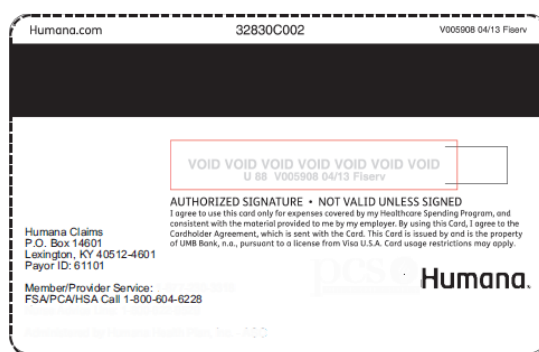 Humana.com 32830C002 V005908 04/13 Fiserv
VOID VOID VOID VOID VOID VOID VOID
U 88 V005908 04/13 Fiserv
AUTHORIZED SIGNATURE • NOT VALID UNLESS SIGNED
I agree to use this card only for expenses covered by my Healthcare Spending Program, and
consistent with the material provided to me by my employer. By using this Card, I agree to the
Cardholder Agreement, which is sent with the Card. This Card is issued by and is the property
of UMB Bank, n.a., pursuant to a license from Visa U.S.A. Card usage restrictions may apply.
Humana Claims
P.O. Box 14601
Lexington, KY 40512-4601
Payor ID: 61101
Member/Provider Service:
FSA/PCA/HSA Call 1-800-604-6228
pcs
Humana.